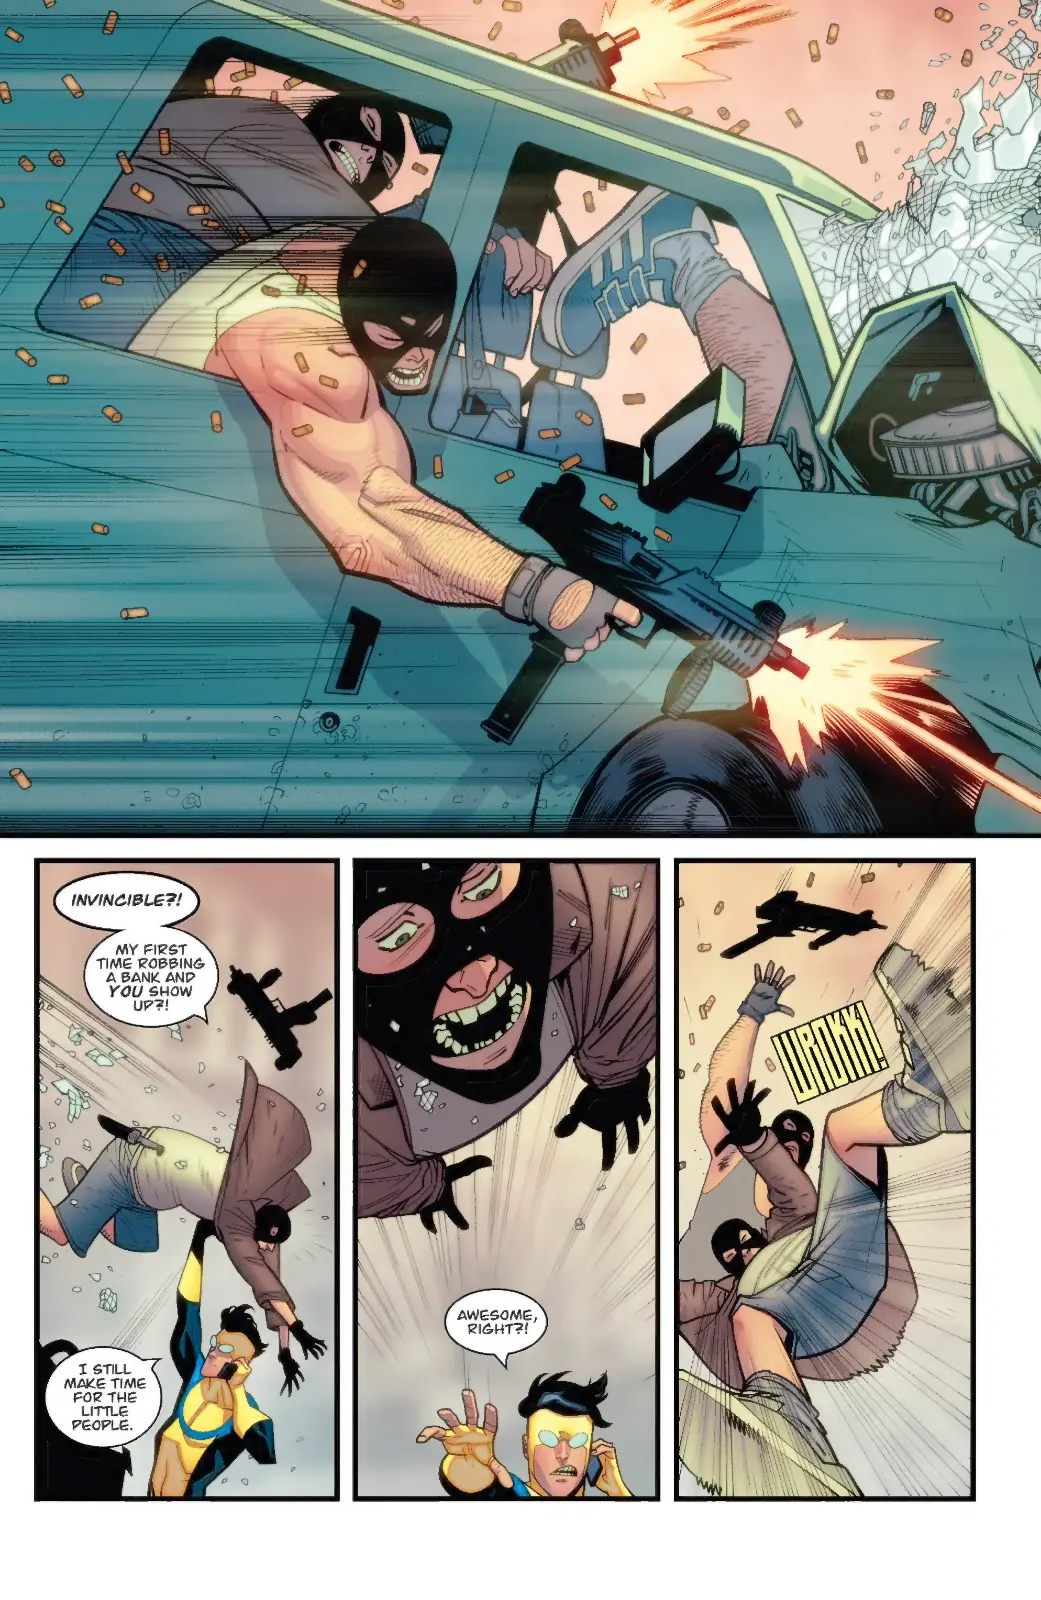 INVINCIBLE?!
MY FIRST
TIME ROBBING
A BANK AND
YOU SHOW
UP?!
I STILL
MAKE TIME
FOR THE
LITTLE
PEOPLE.
AWESOME,
RIGHT?!